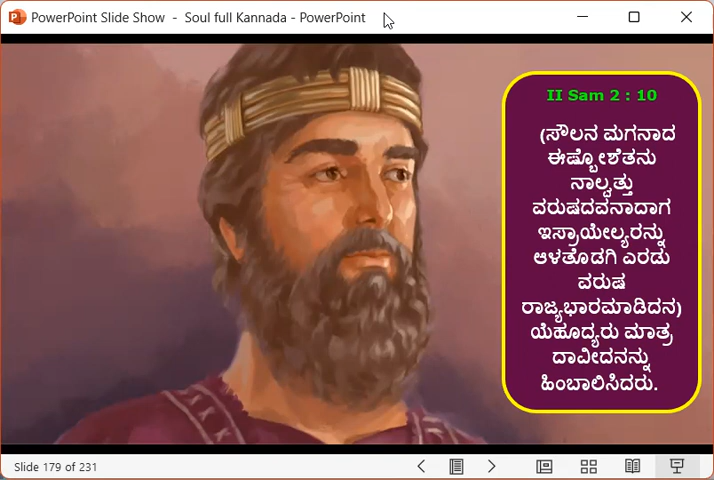 PowerPoint Slide Show - Soul full Kannada - PowerPoint
II Sam 2 : 10
(ಸೌಲನ ಮಗನಾದ
ಈಷ್ಬೋಶೆತನು
ನಾಲ್ವತ್ತು
ವರುಷದವನಾದಾಗ
ಇಸ್ರಾಯೇಲ್ಯರನ್ನು
ಆಳತೊಡಗಿ ಎರಡು
ವರುಷ
ರಾಜ್ಯಭಾರಮಾಡಿದನ)
ಯೆಹೂದ್ಯರು ಮಾತ್ರ
ದಾವೀದನನ್ನು
ಹಿಂಬಾಲಿಸಿದರು.
Slide 179 of 231